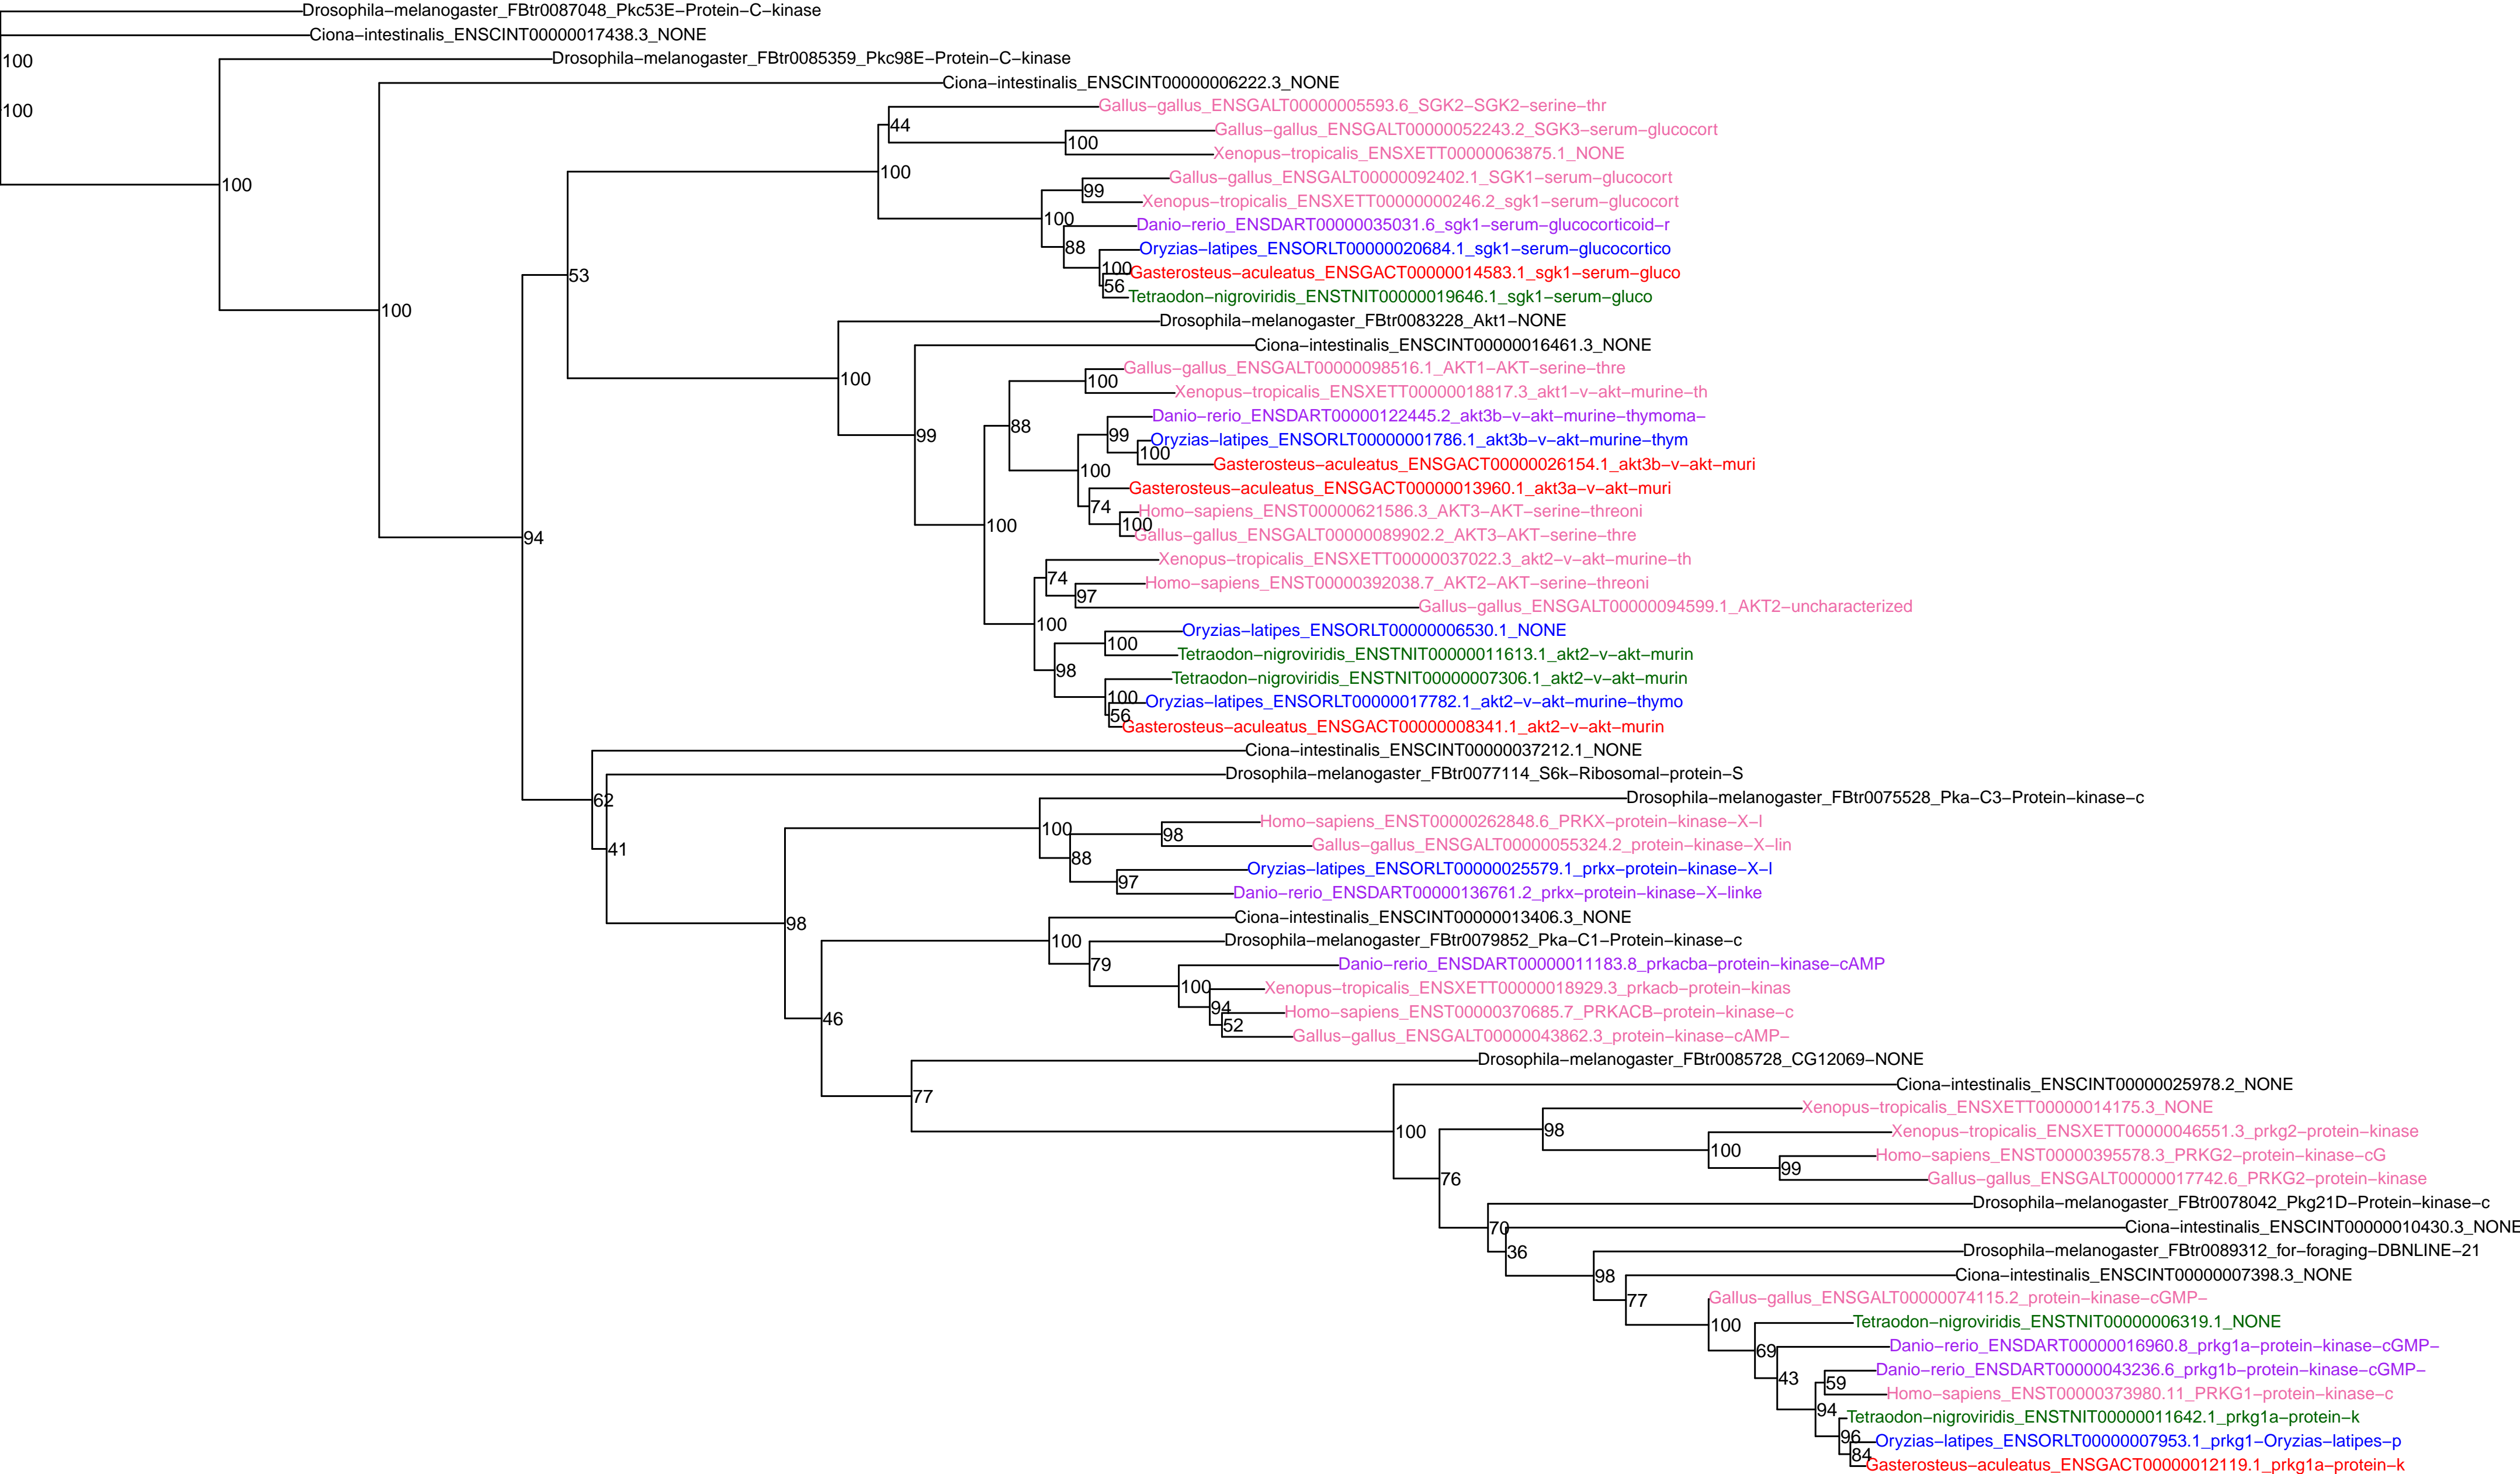 Drosophila−melanogaster_FBtr0087048_Pkc53E−Protein−C−kinase
Ciona−intestinalis_ENSCINT00000017438.3_NONE
100
Drosophila−melanogaster_FBtr0085359_Pkc98E−Protein−C−kinase
Ciona−intestinalis_ENSCINT00000006222.3_NONE
100
Gallus−gallus_ENSGALT00000005593.6_SGK2−SGK2−serine−thr
44
Gallus−gallus_ENSGALT00000052243.2_SGK3−serum−glucocort
100
Xenopus−tropicalis_ENSXETT00000063875.1_NONE
100
Gallus−gallus_ENSGALT00000092402.1_SGK1−serum−glucocort
100
99
Xenopus−tropicalis_ENSXETT00000000246.2_sgk1−serum−glucocort
100
Danio−rerio_ENSDART00000035031.6_sgk1−serum−glucocorticoid−r
88
Oryzias−latipes_ENSORLT00000020684.1_sgk1−serum−glucocortico
100
Gasterosteus−aculeatus_ENSGACT00000014583.1_sgk1−serum−gluco
53
56
Tetraodon−nigroviridis_ENSTNIT00000019646.1_sgk1−serum−gluco
100
Drosophila−melanogaster_FBtr0083228_Akt1−NONE
Ciona−intestinalis_ENSCINT00000016461.3_NONE
Gallus−gallus_ENSGALT00000098516.1_AKT1−AKT−serine−thre
100
100
Xenopus−tropicalis_ENSXETT00000018817.3_akt1−v−akt−murine−th
Danio−rerio_ENSDART00000122445.2_akt3b−v−akt−murine−thymoma−
88
99
99
Oryzias−latipes_ENSORLT00000001786.1_akt3b−v−akt−murine−thym
100
Gasterosteus−aculeatus_ENSGACT00000026154.1_akt3b−v−akt−muri
100
Gasterosteus−aculeatus_ENSGACT00000013960.1_akt3a−v−akt−muri
74
Homo−sapiens_ENST00000621586.3_AKT3−AKT−serine−threoni
100
100
Gallus−gallus_ENSGALT00000089902.2_AKT3−AKT−serine−thre
94
Xenopus−tropicalis_ENSXETT00000037022.3_akt2−v−akt−murine−th
74
Homo−sapiens_ENST00000392038.7_AKT2−AKT−serine−threoni
97
Gallus−gallus_ENSGALT00000094599.1_AKT2−uncharacterized
100
Oryzias−latipes_ENSORLT00000006530.1_NONE
100
Tetraodon−nigroviridis_ENSTNIT00000011613.1_akt2−v−akt−murin
98
Tetraodon−nigroviridis_ENSTNIT00000007306.1_akt2−v−akt−murin
100
Oryzias−latipes_ENSORLT00000017782.1_akt2−v−akt−murine−thymo
56
Gasterosteus−aculeatus_ENSGACT00000008341.1_akt2−v−akt−murin
Ciona−intestinalis_ENSCINT00000037212.1_NONE
Drosophila−melanogaster_FBtr0077114_S6k−Ribosomal−protein−S
62
Drosophila−melanogaster_FBtr0075528_Pka−C3−Protein−kinase−c
Homo−sapiens_ENST00000262848.6_PRKX−protein−kinase−X−l
100
98
Gallus−gallus_ENSGALT00000055324.2_protein−kinase−X−lin
41
88
Oryzias−latipes_ENSORLT00000025579.1_prkx−protein−kinase−X−l
97
Danio−rerio_ENSDART00000136761.2_prkx−protein−kinase−X−linke
Ciona−intestinalis_ENSCINT00000013406.3_NONE
98
100
Drosophila−melanogaster_FBtr0079852_Pka−C1−Protein−kinase−c
79
Danio−rerio_ENSDART00000011183.8_prkacba−protein−kinase−cAMP
100
Xenopus−tropicalis_ENSXETT00000018929.3_prkacb−protein−kinas
94
Homo−sapiens_ENST00000370685.7_PRKACB−protein−kinase−c
46
52
Gallus−gallus_ENSGALT00000043862.3_protein−kinase−cAMP−
Drosophila−melanogaster_FBtr0085728_CG12069−NONE
77
Ciona−intestinalis_ENSCINT00000025978.2_NONE
Xenopus−tropicalis_ENSXETT00000014175.3_NONE
100
98
Xenopus−tropicalis_ENSXETT00000046551.3_prkg2−protein−kinase
100
Homo−sapiens_ENST00000395578.3_PRKG2−protein−kinase−cG
99
Gallus−gallus_ENSGALT00000017742.6_PRKG2−protein−kinase
76
Drosophila−melanogaster_FBtr0078042_Pkg21D−Protein−kinase−c
70
Ciona−intestinalis_ENSCINT00000010430.3_NONE
36
Drosophila−melanogaster_FBtr0089312_for−foraging−DBNLINE−21
98
Ciona−intestinalis_ENSCINT00000007398.3_NONE
77
Gallus−gallus_ENSGALT00000074115.2_protein−kinase−cGMP−
100
Tetraodon−nigroviridis_ENSTNIT00000006319.1_NONE
69
Danio−rerio_ENSDART00000016960.8_prkg1a−protein−kinase−cGMP−
43
Danio−rerio_ENSDART00000043236.6_prkg1b−protein−kinase−cGMP−
59
Homo−sapiens_ENST00000373980.11_PRKG1−protein−kinase−c
94
Tetraodon−nigroviridis_ENSTNIT00000011642.1_prkg1a−protein−k
96
Oryzias−latipes_ENSORLT00000007953.1_prkg1−Oryzias−latipes−p
84
Gasterosteus−aculeatus_ENSGACT00000012119.1_prkg1a−protein−k